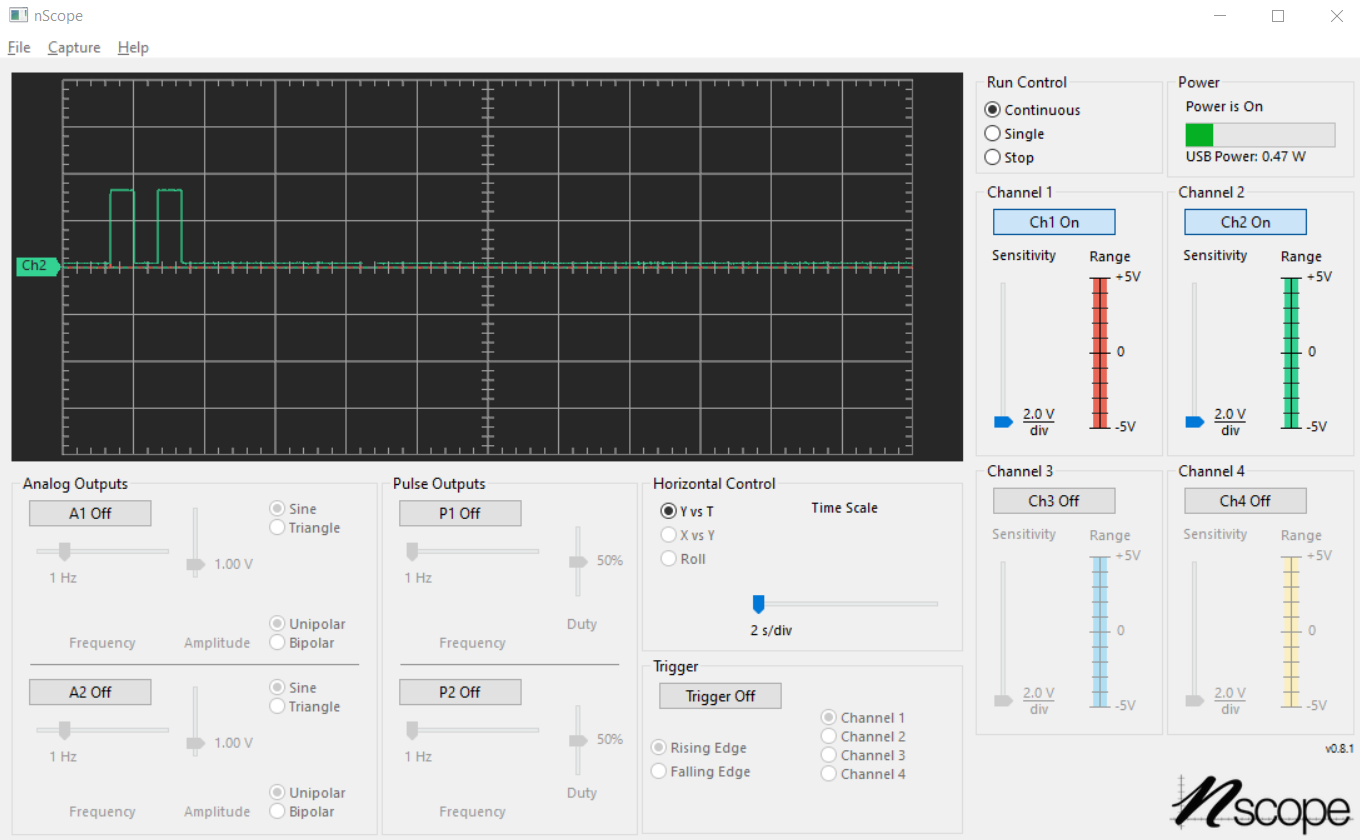 nScope
File Capture Help
Ch2
Run Control
Continuous
Single
Stop
Power
Power is On
USB Power: 0.47 W
Channel 1
Ch1 On
Sensitivity
Range
+5V
0
-5V
2.0 V
div
Channel 2
Ch2 On
Sensitivity
Range
+5V
0
-5V
2.0 V
div
Channel 3
Ch3 Off
Sensitivity
Range
+5V
0
-5V
2.0 V
div
Channel 4
Ch4 Off
Sensitivity
Range
+5V
0
-5V
2.0 V
div
Analog Outputs
A1 Off
Sine
Triangle
1.00 V
1 Hz
Unipolar
Bipolar
Frequency
Amplitude
A2 Off
Sine
Triangle
1.00 V
1 Hz
Unipolar
Bipolar
Frequency
Amplitude
Pulse Outputs
P1 Off
50%
1 Hz
Duty
Frequency
P2 Off
50%
1 Hz
Duty
Frequency
Horizontal Control
Y vs T
X vs Y
Roll
Time Scale
2 s/div
Trigger
Trigger Off
Rising Edge
Falling Edge
Channel 1
Channel 2
Channel 3
Channel 4
v0.8.1
nscope